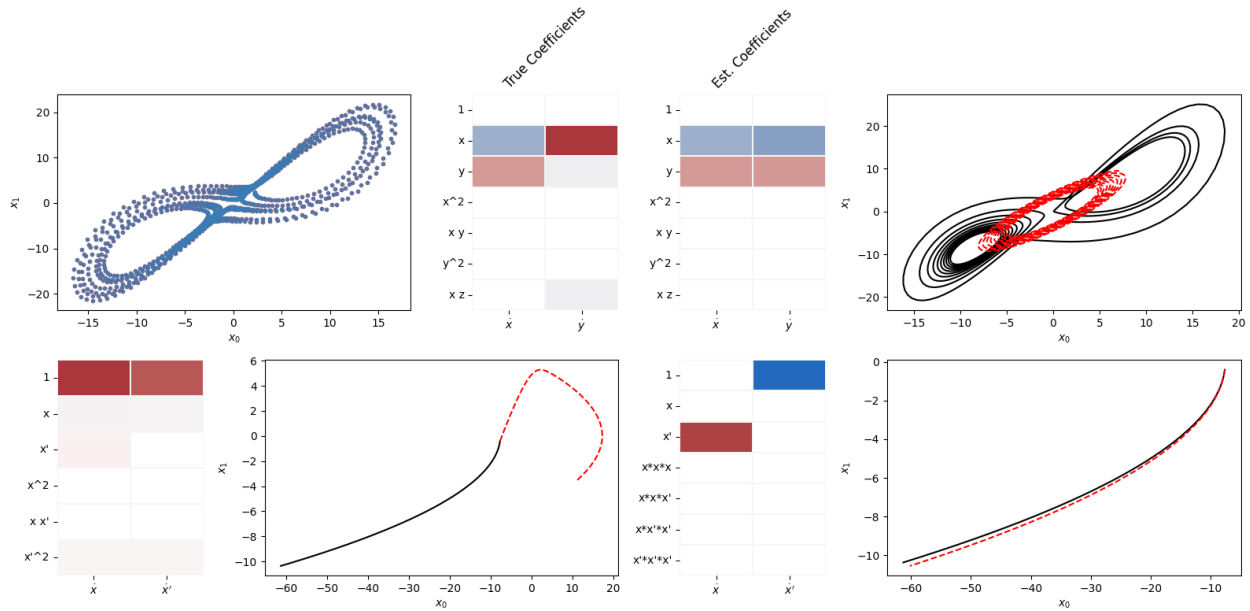 True Coefficients
Est. Coefficients
20
10
0
−10
−20
x₁
−15
−10
−5
0
5
10
15
x₀
1
x
y
x^2
x y
y^2
x z
ẋ
ẏ
1
x
y
x^2
x y
y^2
x z
ẋ
ẏ
20
10
0
−10
−20
x₁
−15
−10
−5
0
5
10
15
20
x₀
1
x
x'
x^2
x x'
x'^2
ẋ
ẋ'
6
4
2
0
−2
−4
−6
−8
−10
x₁
−60
−50
−40
−30
−20
−10
0
10
20
x₀
1
x
x'
x*x*x
x*x*x'
x*x'*x'
x'*x'*x'
ẋ
ẋ'
0
−2
−4
−6
−8
−10
x₁
−60
−50
−40
−30
−20
−10
x₀